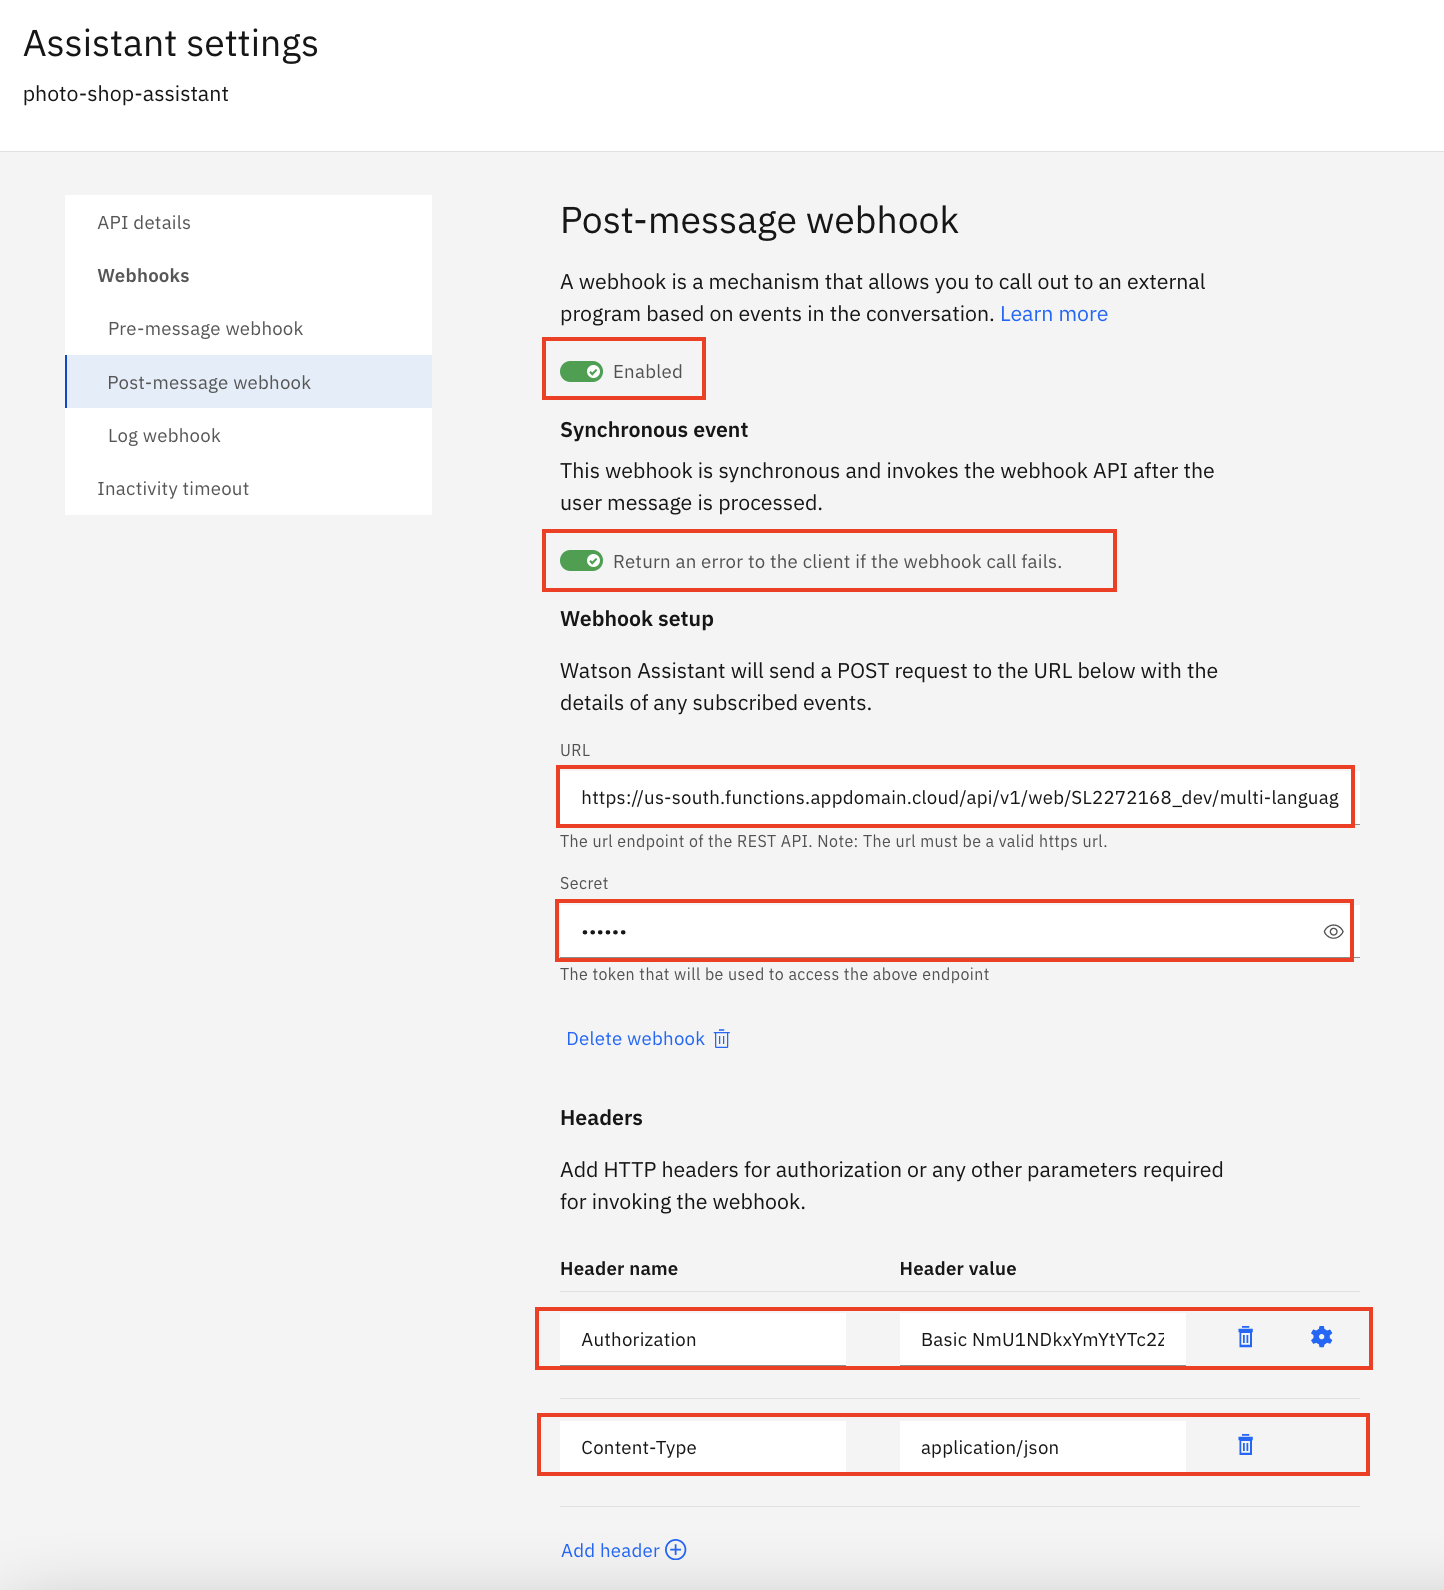 Assistant settings
photo-shop-assistant
API details
Webhooks
Pre-message webhook
Post-message webhook
Log webhook
Inactivity timeout
Post-message webhook
A webhook is a mechanism that allows you to call out to an external
program based on events in the conversation. Learn more
Enabled
Synchronous event
This webhook is synchronous and invokes the webhook API after the
user message is processed.
Return an error to the client if the webhook call fails.
Webhook setup
Watson Assistant will send a POST request to the URL below with the
details of any subscribed events.
URL
https://us-south.functions.appdomain.cloud/api/v1/web/SL2272168_dev/multi-languag
The url endpoint of the REST API. Note: The url must be a valid https url.
Secret
••••••
The token that will be used to access the above endpoint
Delete webhook
Headers
Add HTTP headers for authorization or any other parameters required
for invoking the webhook.
Header name Header value
Authorization Basic NmU1NDkxYmYtYTc2Z
Content-Type application/json
Add header